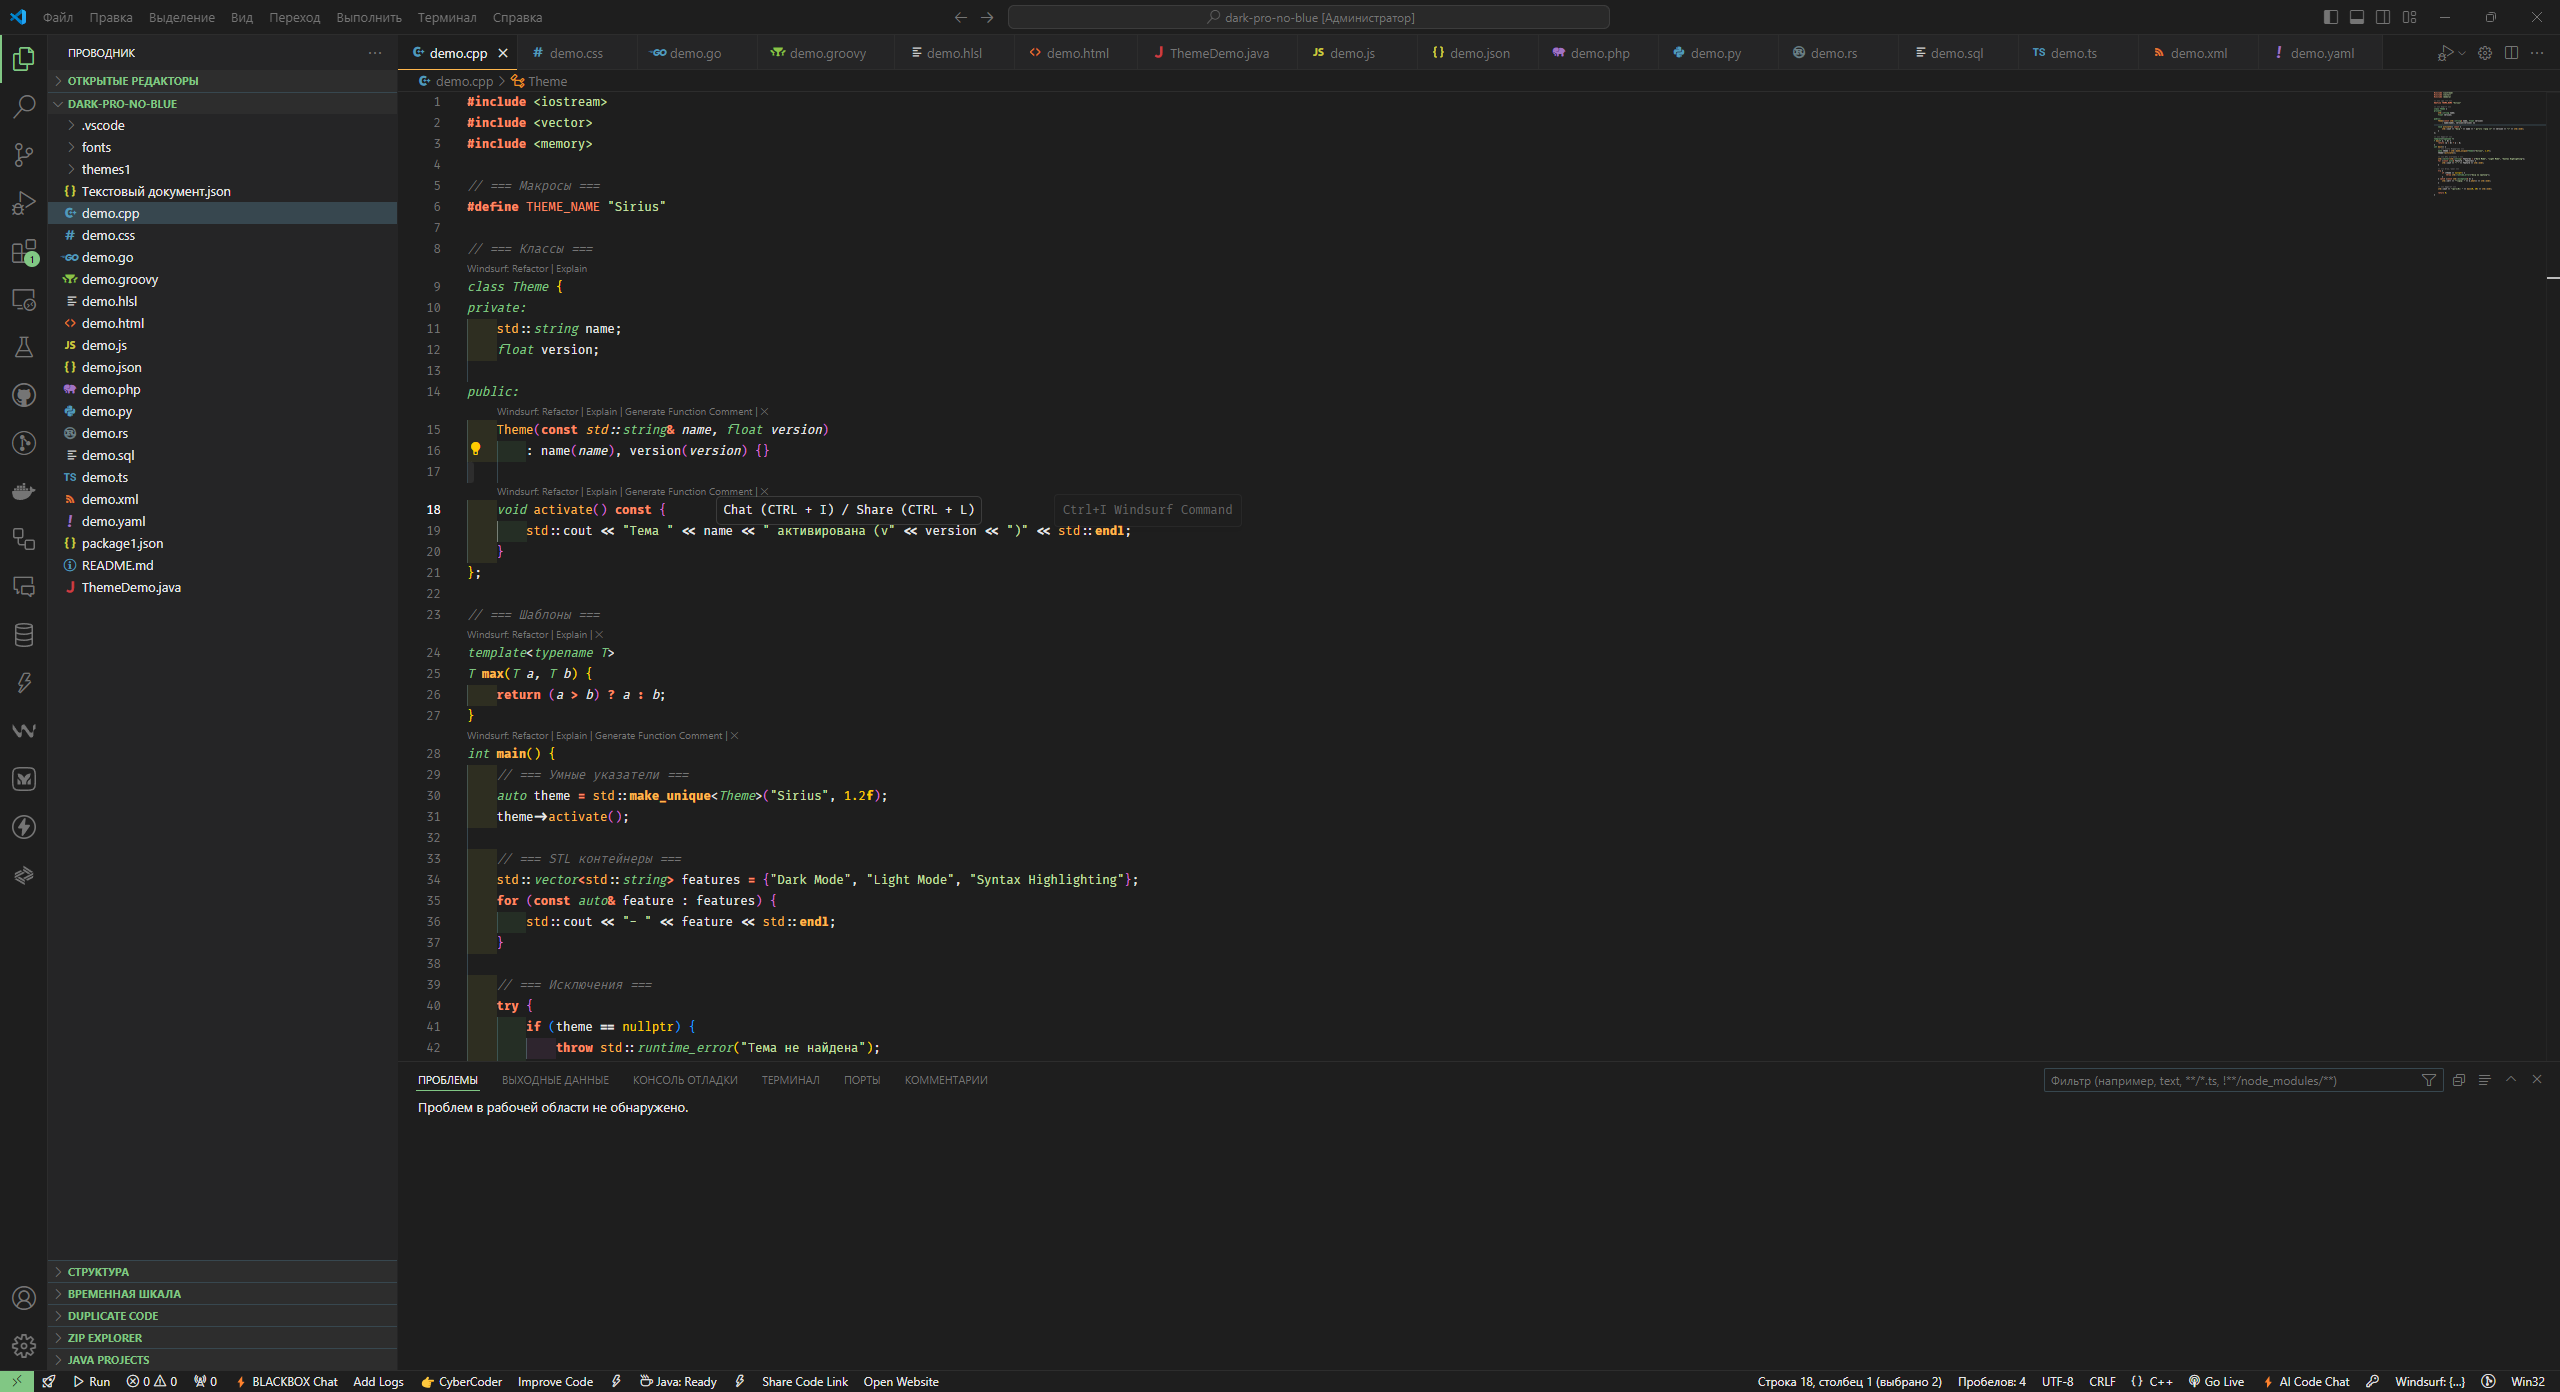 Файл Правка Выделение Вид Переход Выполнить Терминал Справка
dark-pro-no-blue [Администратор]
ПРОВОДНИК
ОТКРЫТЫЕ РЕДАКТОРЫ
DARK-PRO-NO-BLUE
.vscode
fonts
themes1
Текстовый документ.json
demo.cpp
demo.css
demo.go
demo.groovy
demo.hlsl
demo.html
demo.js
demo.json
demo.php
demo.py
demo.rs
demo.sql
demo.ts
demo.xml
demo.yaml
package1.json
README.md
ThemeDemo.java
СТРУКТУРА
ВРЕМЕННАЯ ШКАЛА
DUPLICATE CODE
ZIP EXPLORER
JAVA PROJECTS
demo.cpp demo.css demo.go demo.groovy demo.hlsl demo.html ThemeDemo.java demo.js demo.json demo.php demo.py demo.rs demo.sql demo.ts demo.xml demo.yaml
demo.cpp > Theme
1 #include <iostream>
2 #include <vector>
3 #include <memory>
4
5 // === Макросы ===
6 #define THEME_NAME "Sirius"
7
8 // === Классы ===
Windsurf: Refactor | Explain
9 class Theme {
10 private:
11 std::string name;
12 float version;
13
14 public:
Windsurf: Refactor | Explain | Generate Function Comment | X
15 Theme(const std::string& name, float version)
16 : name(name), version(version) {}
17
Windsurf: Refactor | Explain | Generate Function Comment | X
18 void activate() const { Chat (CTRL + I) / Share (CTRL + L) Ctrl+I Windsurf Command
19 std::cout << "Тема " << name << " активирована (v" << version << ")" << std::endl;
20 }
21 };
22
23 // === Шаблоны ===
Windsurf: Refactor | Explain | X
24 template<typename T>
25 T max(T a, T b) {
26 return (a > b) ? a : b;
27 }
Windsurf: Refactor | Explain | Generate Function Comment | X
28 int main() {
29 // === Умные указатели ===
30 auto theme = std::make_unique<Theme>("Sirius", 1.2f);
31 theme->activate();
32
33 // === STL контейнеры ===
34 std::vector<std::string> features = {"Dark Mode", "Light Mode", "Syntax Highlighting"};
35 for (const auto& feature : features) {
36 std::cout << "- " << feature << std::endl;
37 }
38
39 // === Исключения ===
40 try {
41 if (theme == nullptr) {
42 throw std::runtime_error("Тема не найдена");
ПРОБЛЕМЫ ВЫХОДНЫЕ ДАННЫЕ КОНСОЛЬ ОТЛАДКИ ТЕРМИНАЛ ПОРТЫ КОММЕНТАРИИ
Фильтр (например, text, **/*.ts, !**/node_modules/**)
Проблем в рабочей области не обнаружено.
Run 0 0 0 BLACKBOX Chat Add Logs CyberCoder Improve Code Java: Ready Share Code Link Open Website
Строка 18, столбец 1 (выбрано 2) Пробелов: 4 UTF-8 CRLF {} C++ Go Live AI Code Chat Windsurf: {...} Win32